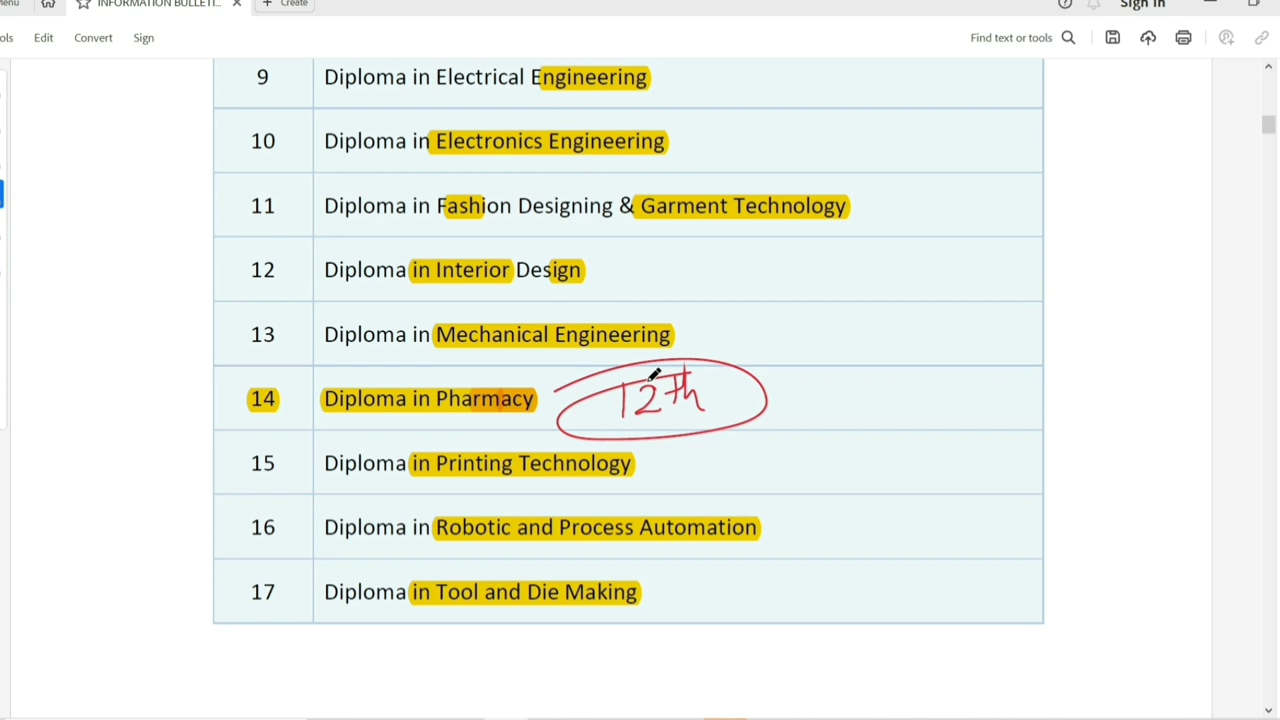 Menu
INFORMATION BULLETI...
+ Create
Sign in
Edit
Convert
Sign
Find text or tools
9 Diploma in Electrical Engineering
10 Diploma in Electronics Engineering
11 Diploma in Fashion Designing & Garment Technology
12 Diploma in Interior Design
13 Diploma in Mechanical Engineering
14 Diploma in Pharmacy 12th
15 Diploma in Printing Technology
16 Diploma in Robotic and Process Automation
17 Diploma in Tool and Die Making